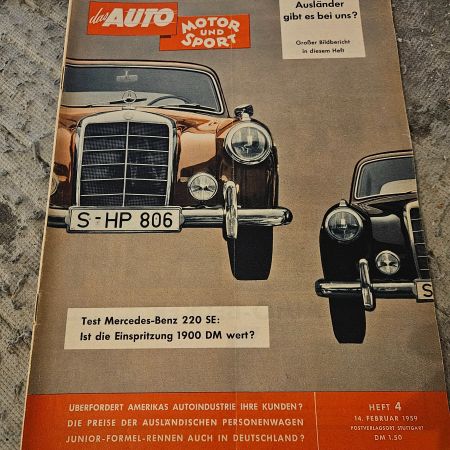 das AUTO
MOTOR
UND
SPORT
Ausländer
gibt es bei uns?
Großer Bildbericht
in diesem Heft
S-HP 806
S
Test Mercedes-Benz 220 SE:
Ist die Einspritzung 1900 DM wert?
ÜBERFORDERT AMERIKAS AUTOINDUSTRIE IHRE KUNDEN?
DIE PREISE DER AUSLÄNDISCHEN PERSONENWAGEN
JUNIOR-FORMEL-RENNEN AUCH IN DEUTSCHLAND?
HEFT 4
14. FEBRUAR 1959
POSTVERLAGSORT STUTTGART
DM 1.50